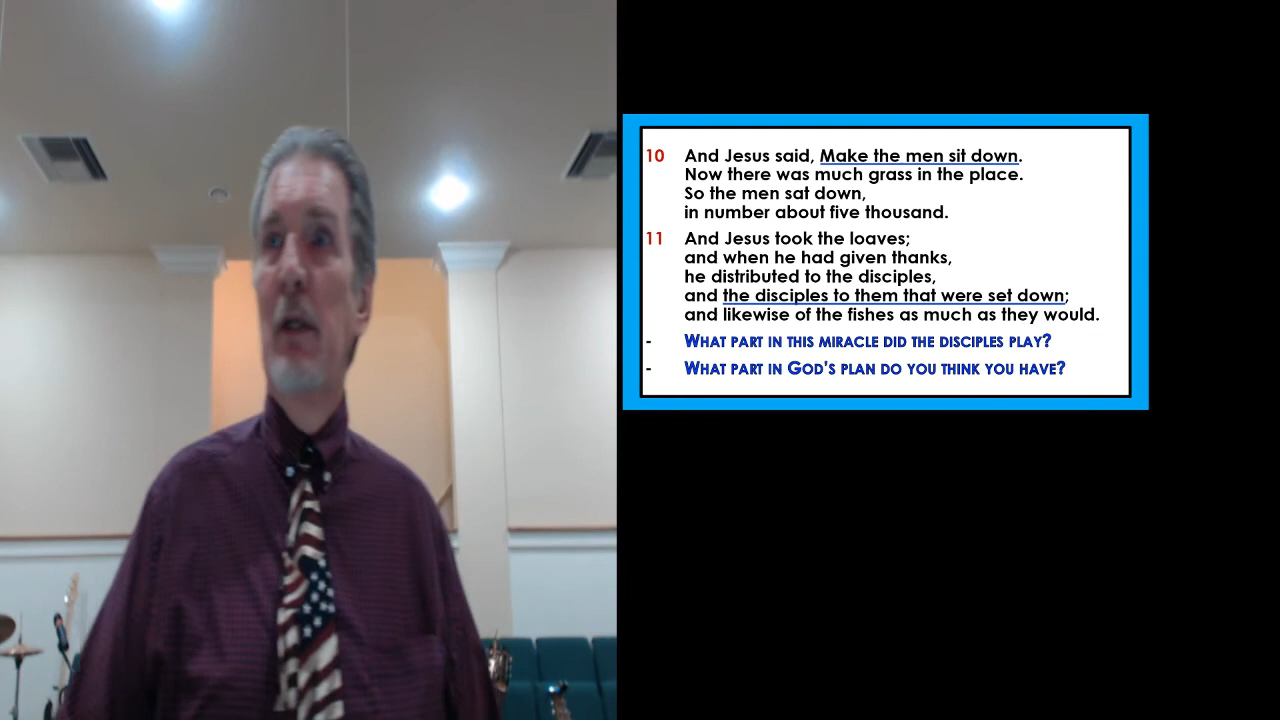 10 And Jesus said, Make the men sit down.
Now there was much grass in the place.
So the men sat down,
in number about five thousand.
11 And Jesus took the loaves;
and when he had given thanks,
he distributed to the disciples,
and the disciples to them that were set down;
and likewise of the fishes as much as they would.
- What part in this miracle did the disciples play?
- What part in God's plan do you think you have?